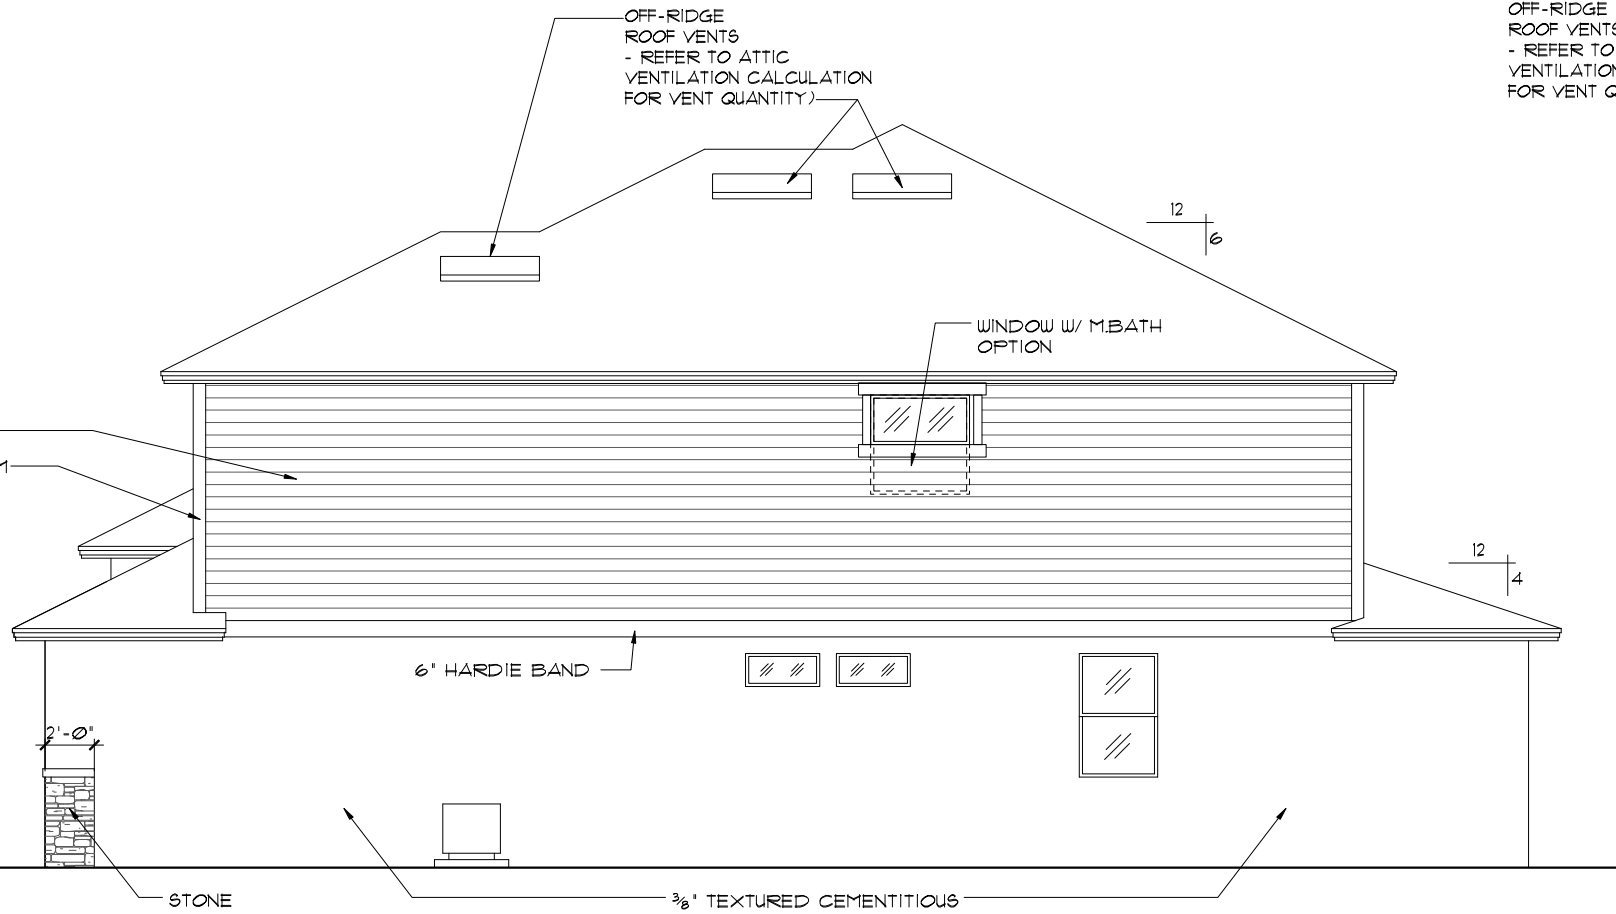 OFF-RIDGE
ROOF VENTS
- REFER TO ATTIC
VENTILATION CALCULATION
FOR VENT QUANTITY)
OFF-RIDGE
ROOF VENTS
- REFER TO
VENTILATION
FOR VENT Q
12
6
WINDOW W/ M.BATH
OPTION
12
4
6" HARDIE BAND
2'-0"
STONE
3/8" TEXTURED CEMENTITIOUS